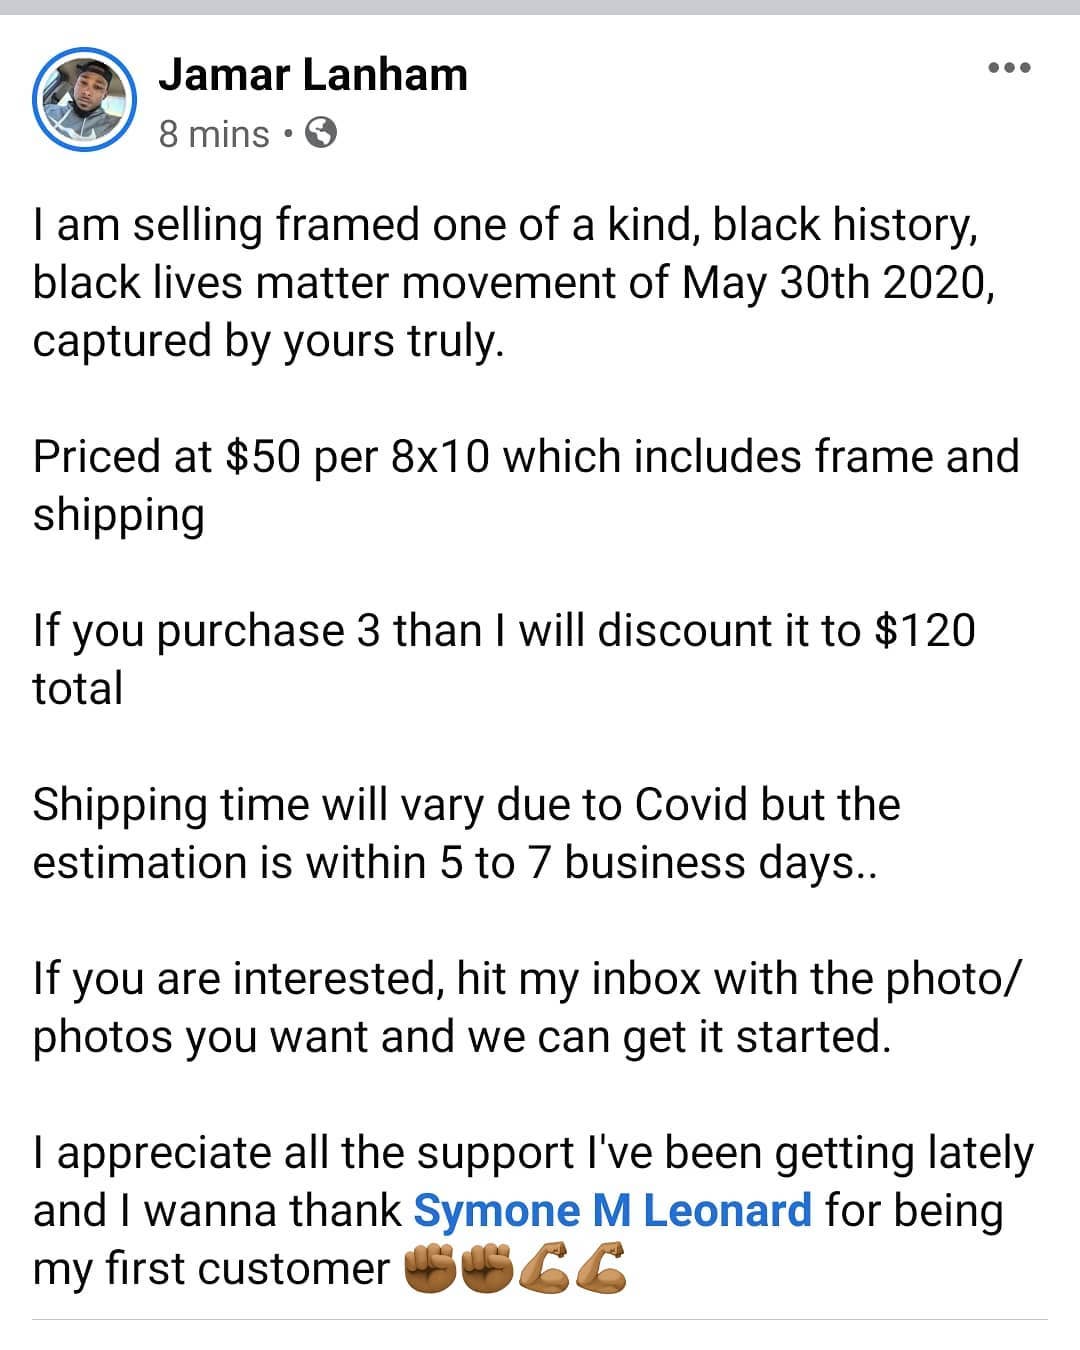 Jamar Lanham
8 mins •
I am selling framed one of a kind, black history,
black lives matter movement of May 30th 2020,
captured by yours truly.
Priced at $50 per 8x10 which includes frame and
shipping
If you purchase 3 than I will discount it to $120
total
Shipping time will vary due to Covid but the
estimation is within 5 to 7 business days..
If you are interested, hit my inbox with the photo/
photos you want and we can get it started.
I appreciate all the support I've been getting lately
and I wanna thank Symone M Leonard for being
my first customer ✊🏾✊🏾💪🏾💪🏾